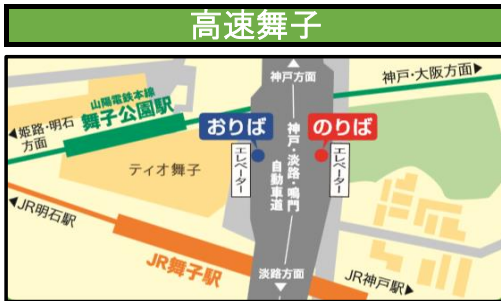 高速舞子
神戸方面
神戸・大阪方面▶
山陽電鉄本線
舞子公園駅
◀姫路・明石
方面
おりば
のりば
エレベーター
神戸・淡路・鳴門
自動車道
エレベーター
ティオ舞子
◀JR明石駅
JR舞子駅
淡路方面
JR神戸駅▶